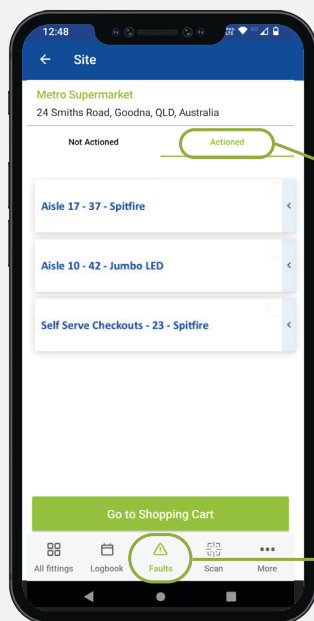 12:48
Site
Metro Supermarket
24 Smiths Road, Goodna, QLD, Australia
Not Actioned Actioned
Aisle 17 - 37 - Spitfire
Aisle 10 - 42 - Jumbo LED
Self Serve Checkouts - 23 - Spitfire
Go to Shopping Cart
All fittings Logbook Faults Scan More